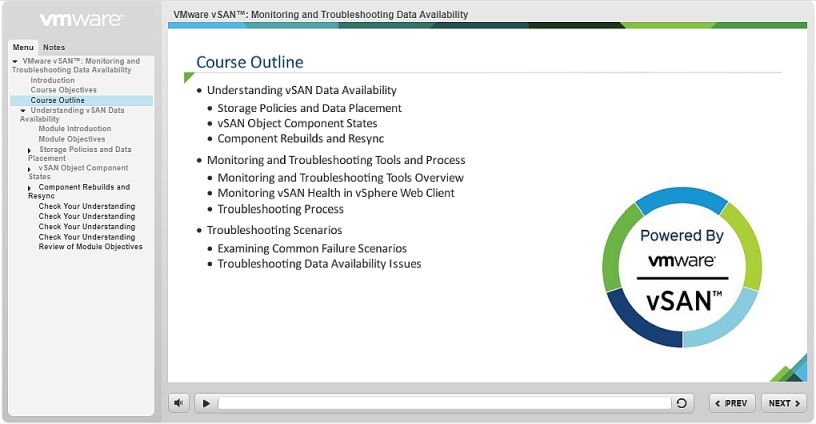 vmware
VMware vSAN™: Monitoring and Troubleshooting Data Availability
Menu Notes
VMware vSAN™: Monitoring and
Troubleshooting Data Availability
Introduction
Course Objectives
Course Outline
Understanding vSAN Data
Availability
Module Introduction
Module Objectives
Storage Policies and Data
Placement
vSAN Object Component
States
Component Rebuilds and
Resync
Check Your Understanding
Check Your Understanding
Check Your Understanding
Check Your Understanding
Review of Module Objectives
Course Outline
• Understanding vSAN Data Availability
• Storage Policies and Data Placement
• vSAN Object Component States
• Component Rebuilds and Resync
• Monitoring and Troubleshooting Tools and Process
• Monitoring and Troubleshooting Tools Overview
• Monitoring vSAN Health in vSphere Web Client
• Troubleshooting Process
• Troubleshooting Scenarios
• Examining Common Failure Scenarios
• Troubleshooting Data Availability Issues
Powered By
vmware
vSAN™
PREV NEXT